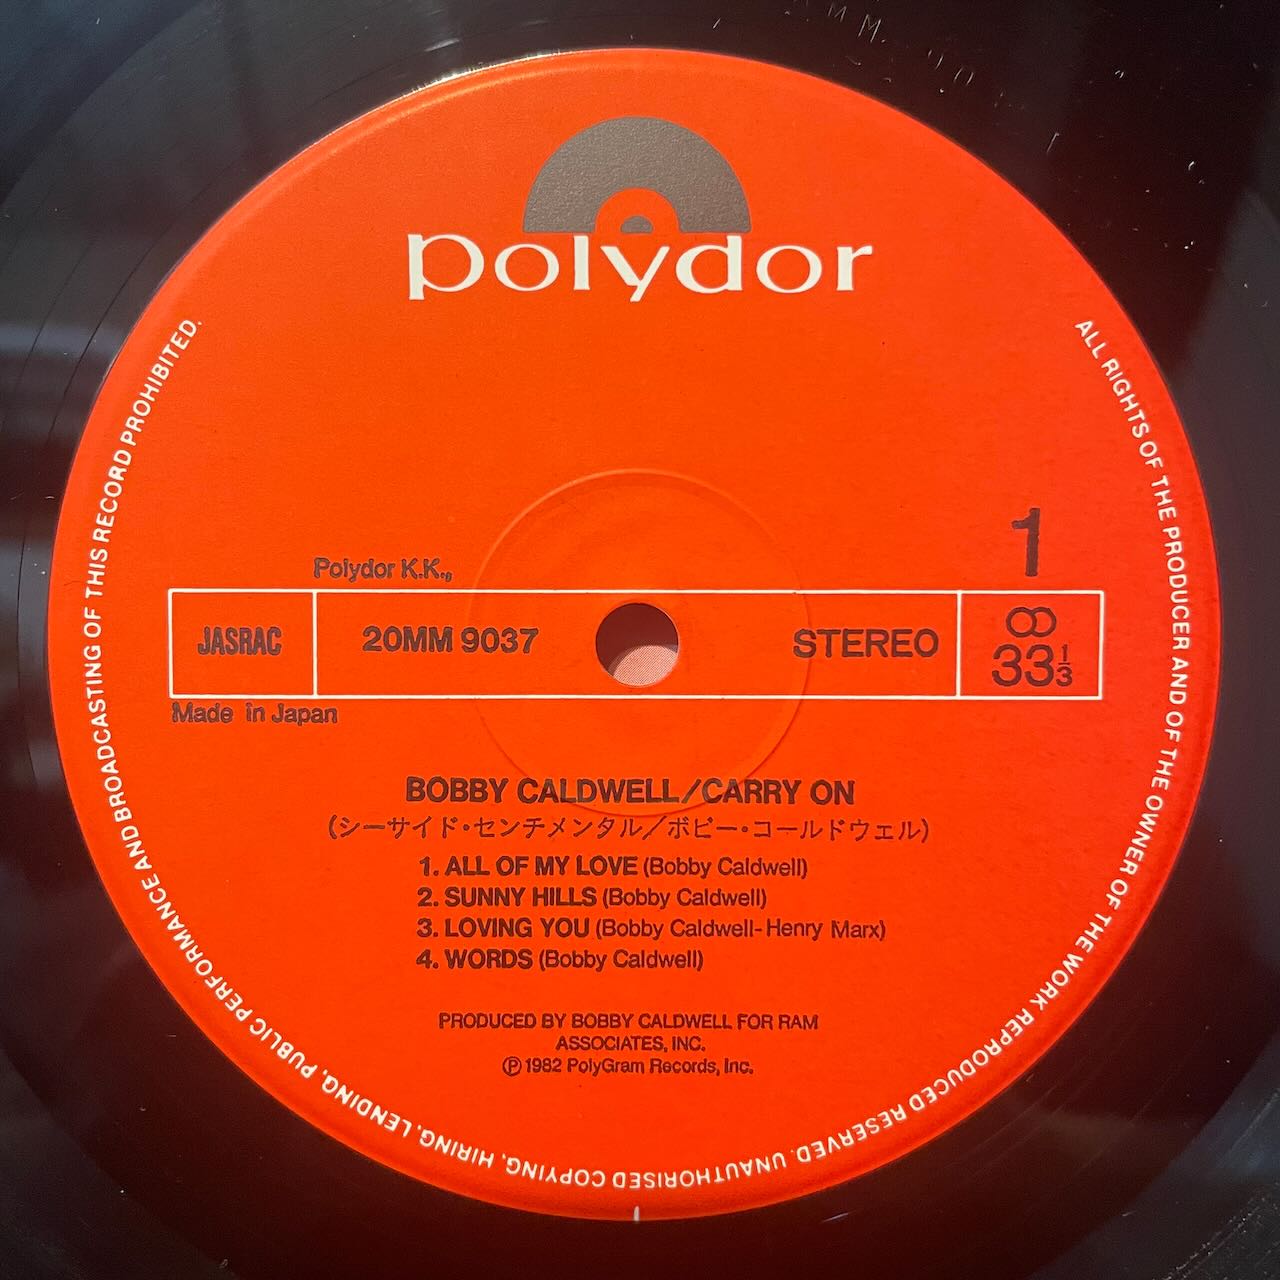 polydor
ALL RIGHTS OF THE PRODUCER AND OF THE OWNER OF THE WORK REPRODUCED RESERVED. UNAUTHORISED COPYING, HIRING, LENDING, PUBLIC PERFORMANCE AND BROADCASTING OF THIS RECORD PROHIBITED.
1
Polydor K.K.,
JASRAC 20MM 9037 STEREO ∞ 33 1/3
Made in Japan
BOBBY CALDWELL/CARRY ON
(シーサイド・センチメンタル/ボビー・コールドウェル)
1. ALL OF MY LOVE (Bobby Caldwell)
2. SUNNY HILLS (Bobby Caldwell)
3. LOVING YOU (Bobby Caldwell-Henry Marx)
4. WORDS (Bobby Caldwell)
PRODUCED BY BOBBY CALDWELL FOR RAM
ASSOCIATES, INC.
℗ 1982 PolyGram Records, Inc.